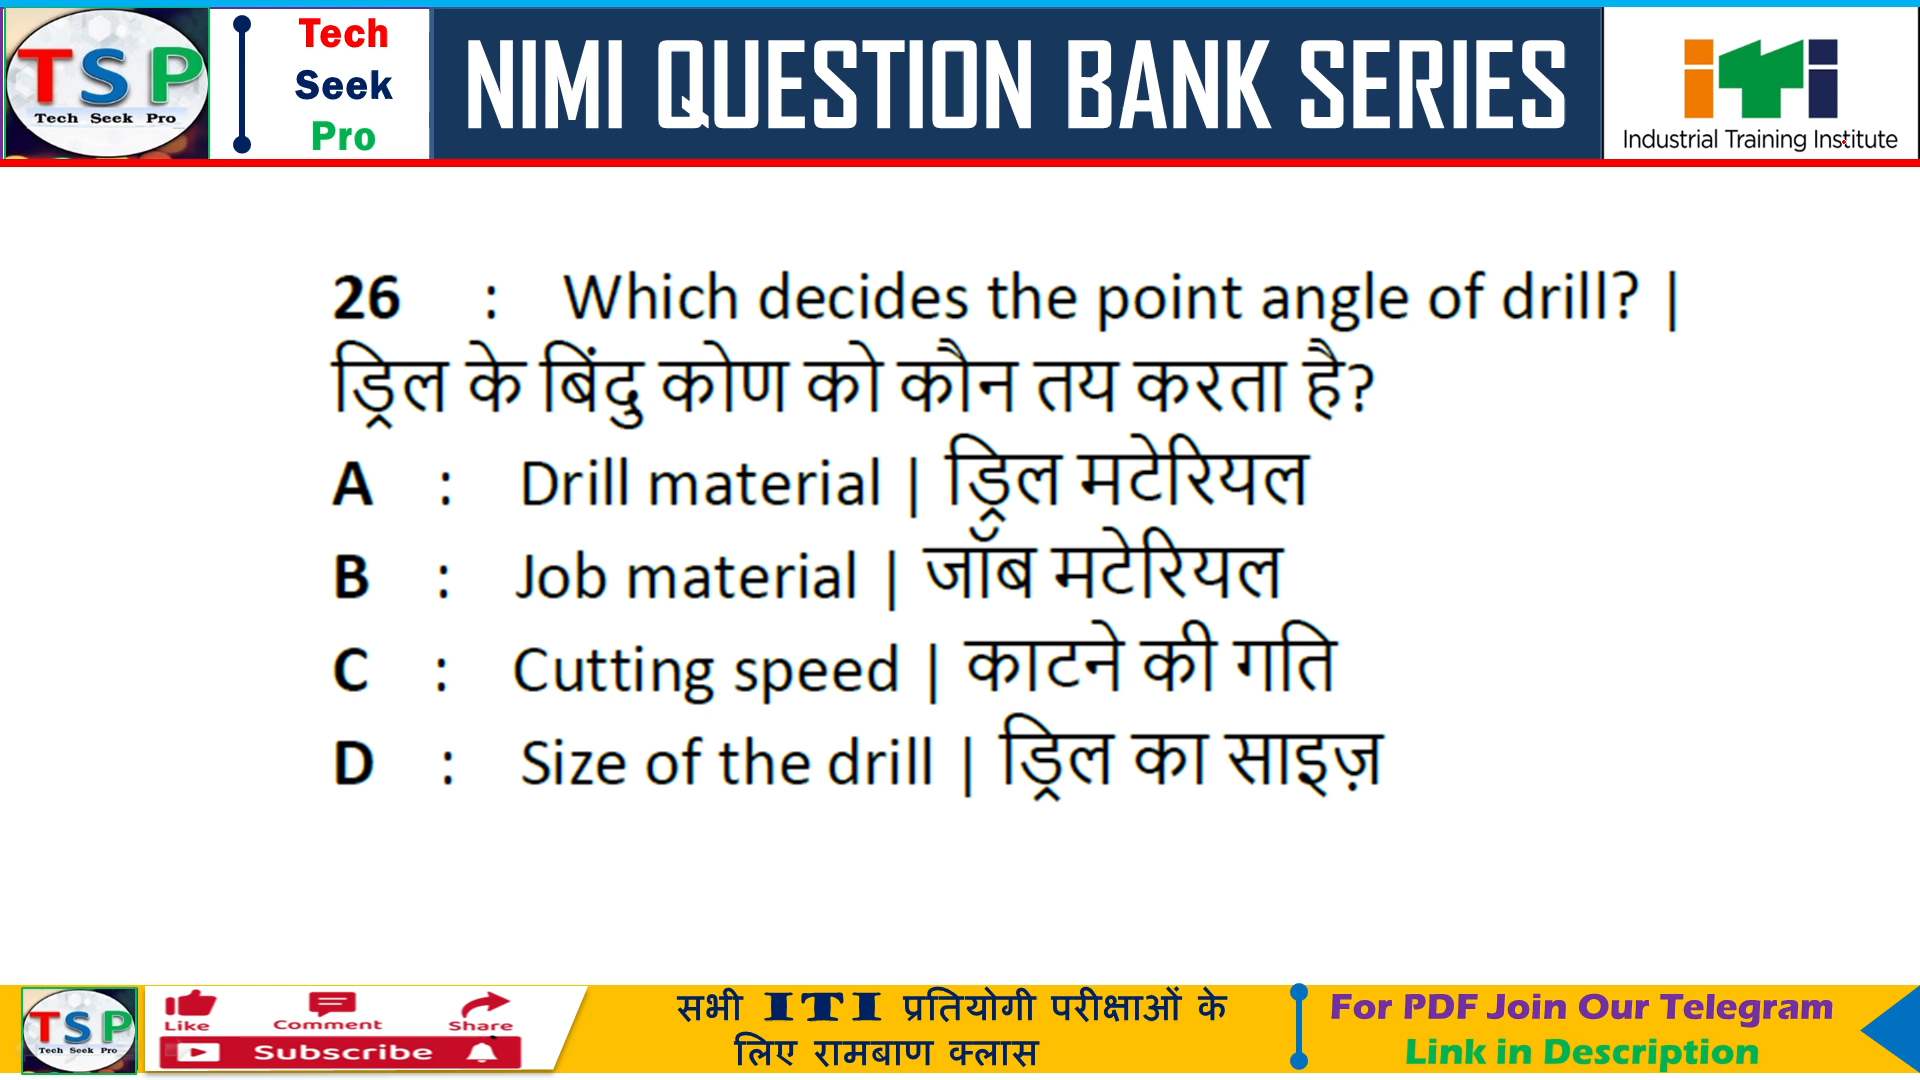 TSP
Tech Seek Pro
Tech
Seek
Pro
NIMI QUESTION BANK SERIES
iTi
Industrial Training Institute
26 : Which decides the point angle of drill? |
ड्रिल के बिंदु कोण को कौन तय करता है?
A : Drill material | ड्रिल मटेरियल
B : Job material | जॉब मटेरियल
C : Cutting speed | काटने की गति
D : Size of the drill | ड्रिल का साइज़
TSP
Tech Seek Pro
Like Comment Share
Subscribe
सभी ITI प्रतियोगी परीक्षाओं के
लिए रामबाण क्लास
For PDF Join Our Telegram
Link in Description